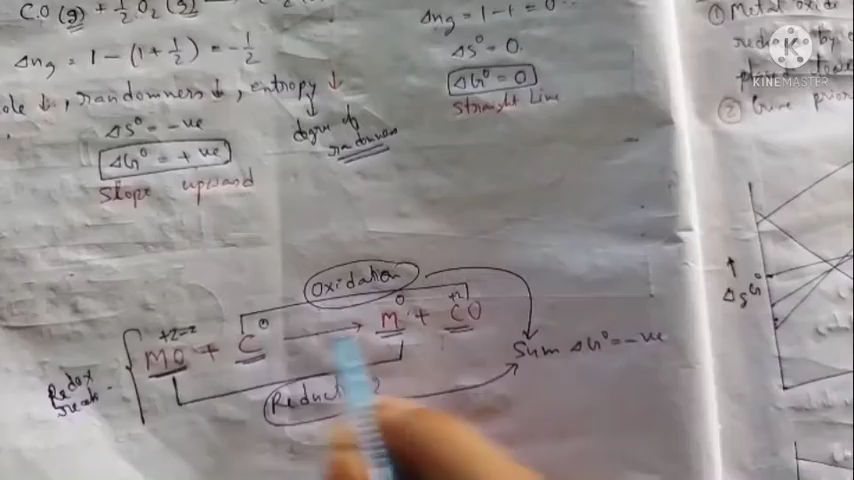 CO(g) + 1/2 O2(g)
Δng = 1 - (1 + 1/2) = -1/2
ole ↓, randomness ↓, entropy ↓
degree of
randomness
ΔS° = -ve
ΔG° = + ve
Slope upward
Δng = 1 - 1 = 0
ΔS° = 0.
ΔG° = 0
Straight Line
① Metal oxide
KINEMASTER
②
ΔG°
Oxidation
Redox
+2-2 0 0 +2
MO + C → M + CO
Sum ΔG° = -ve